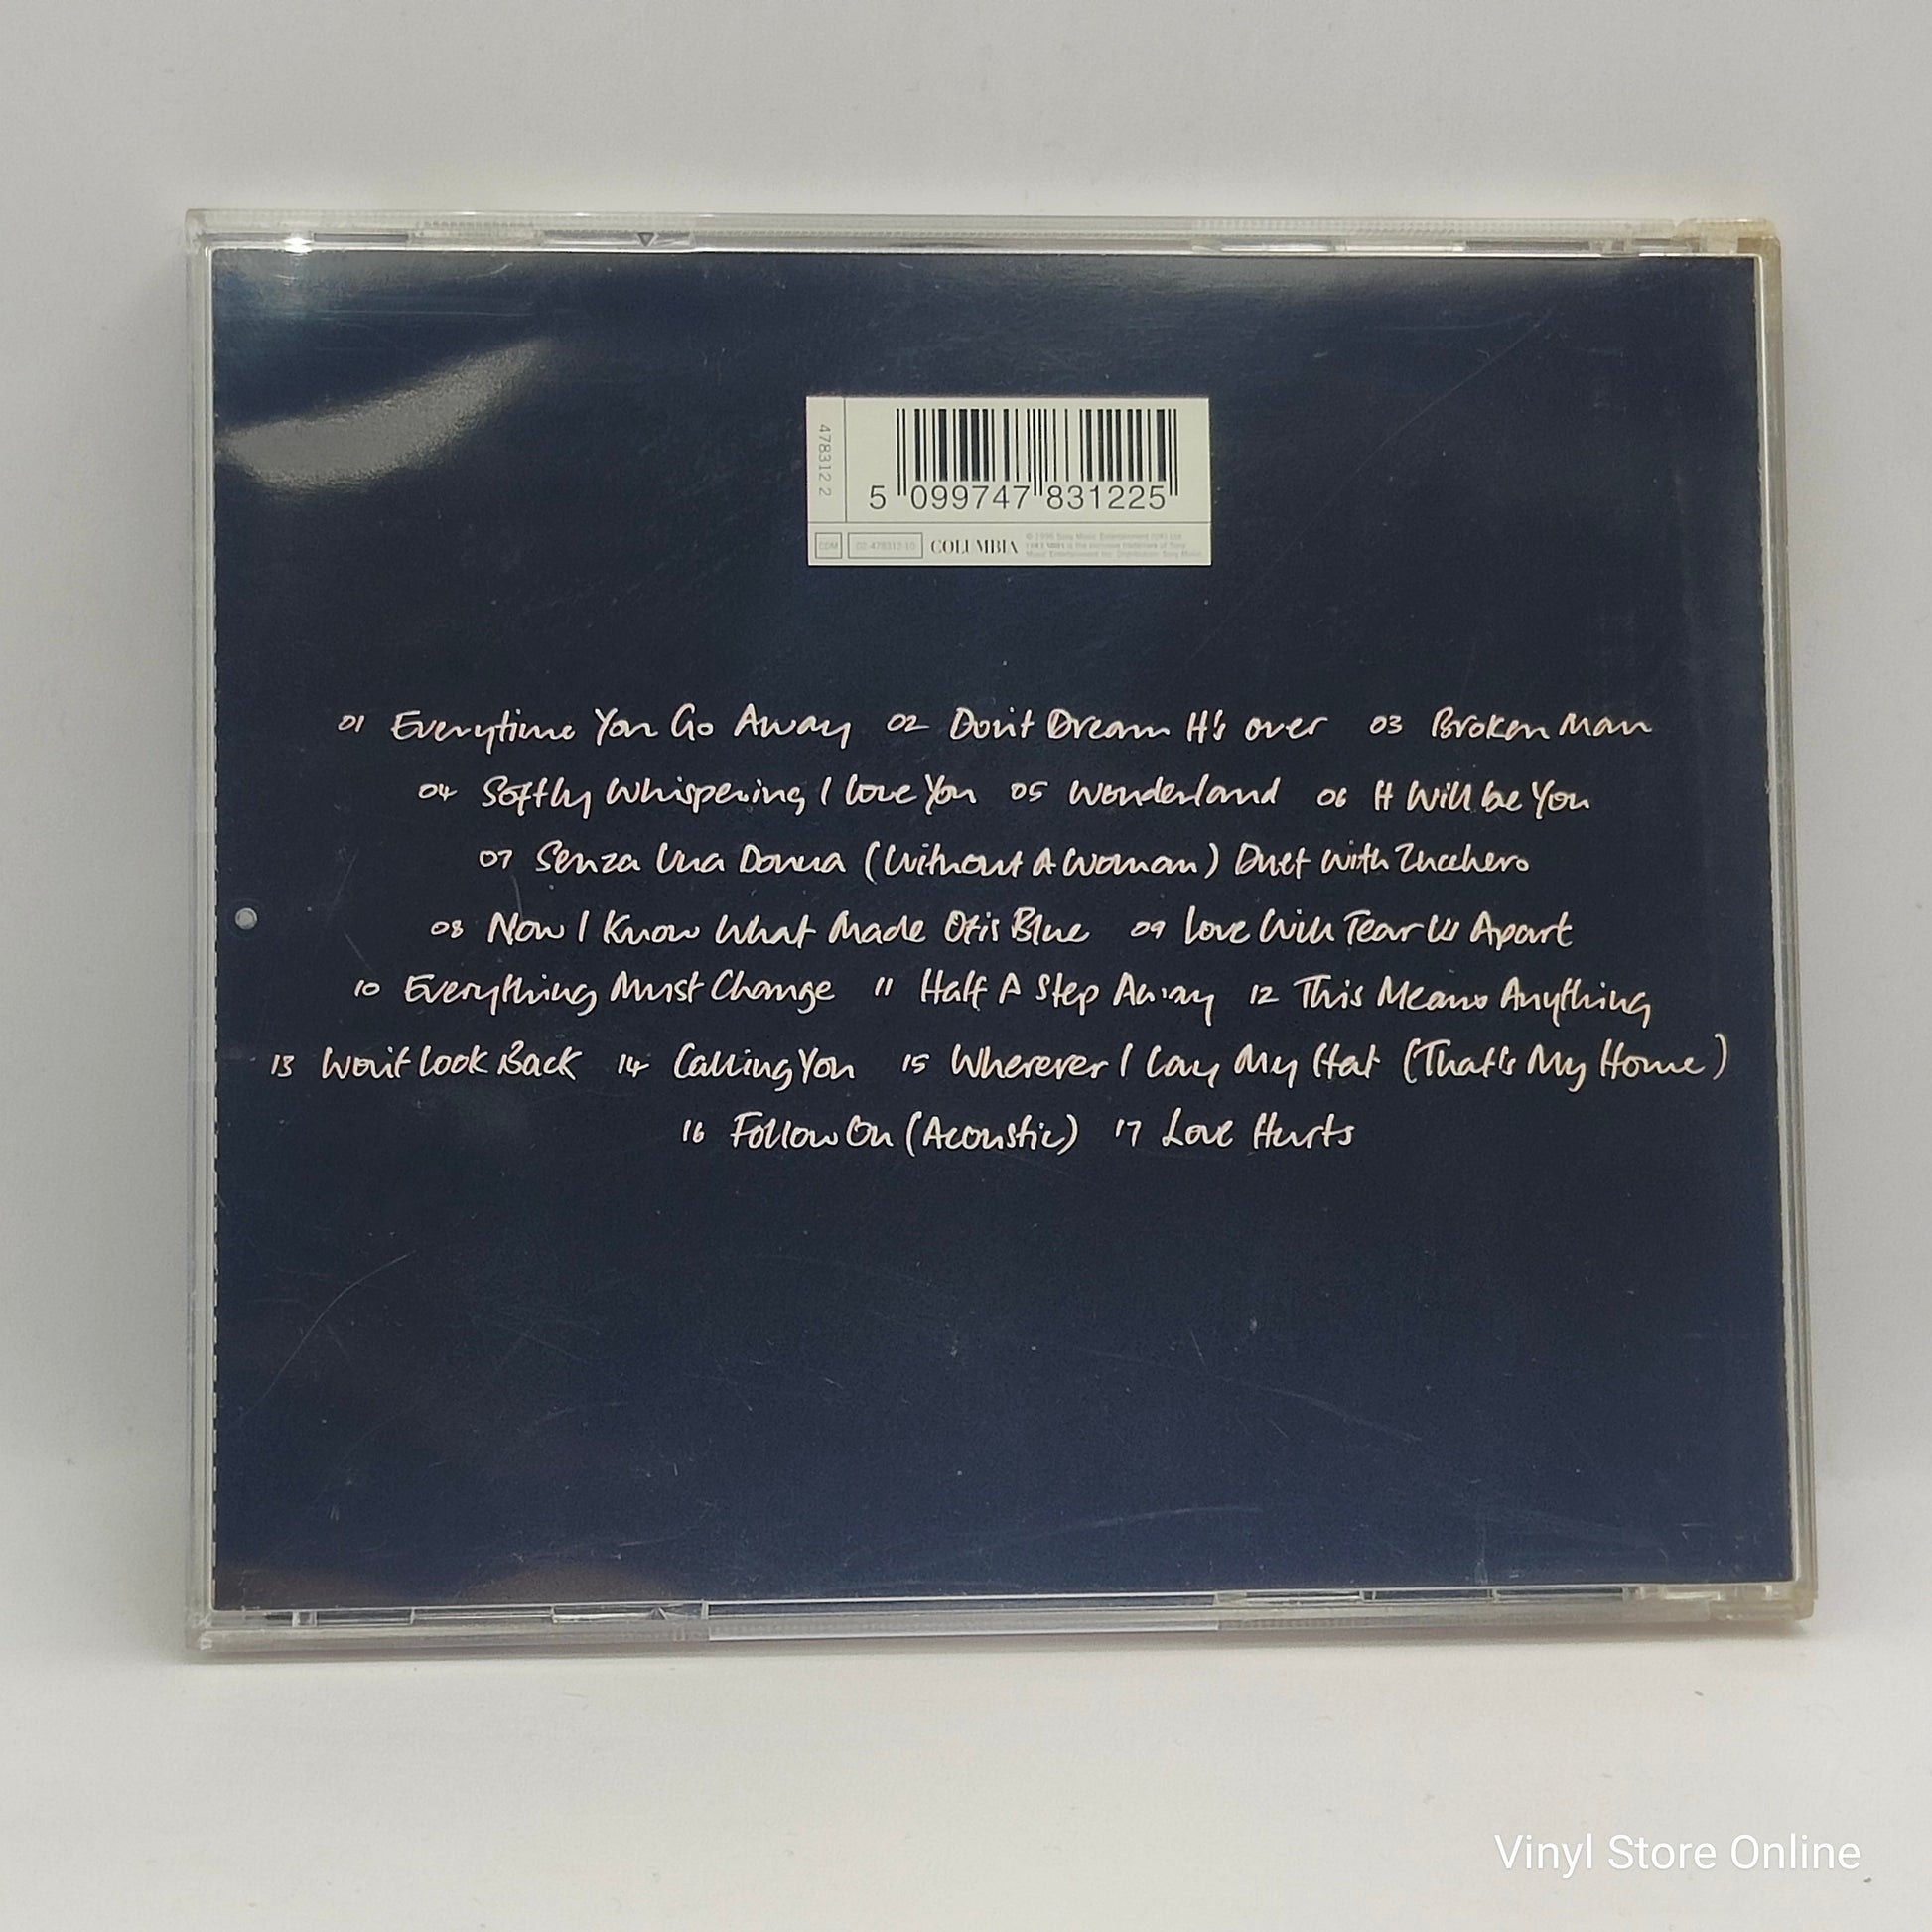 478312 2
5 099747 831225
CDM 02-478312-10 COLUMBIA
01 Everytime You Go Away 02 Don't Dream It's over 03 Broken Man
04 Softly Whispering I Love You 05 Wonderland 06 It Will be You
07 Senza Una Donna (Without A Woman) Duet with Zucchero
08 Now I Know What Made Otis Blue 09 Love Will Tear Us Apart
10 Everything Must Change 11 Half A Step Away 12 This Means Anything
13 Won't Look Back 14 Calling You 15 Wherever I Lay My Hat (That's My Home)
16 Follow On (Acoustic) 17 Love Hurts
Vinyl Store Online